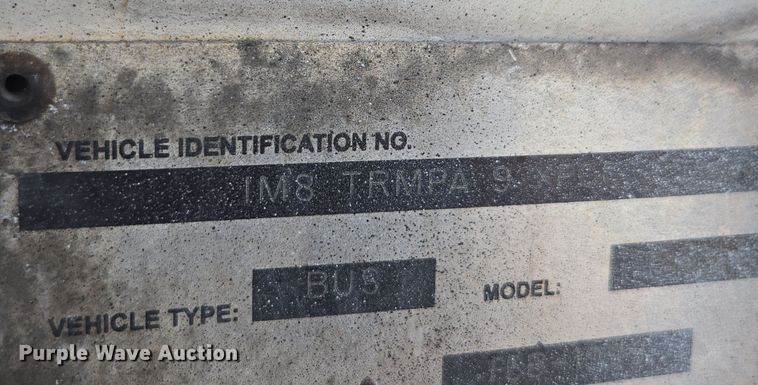 VEHICLE IDENTIFICATION NO.
1M8 TRMPA 9
VEHICLE TYPE: BUS MODEL:
Purple Wave Auction